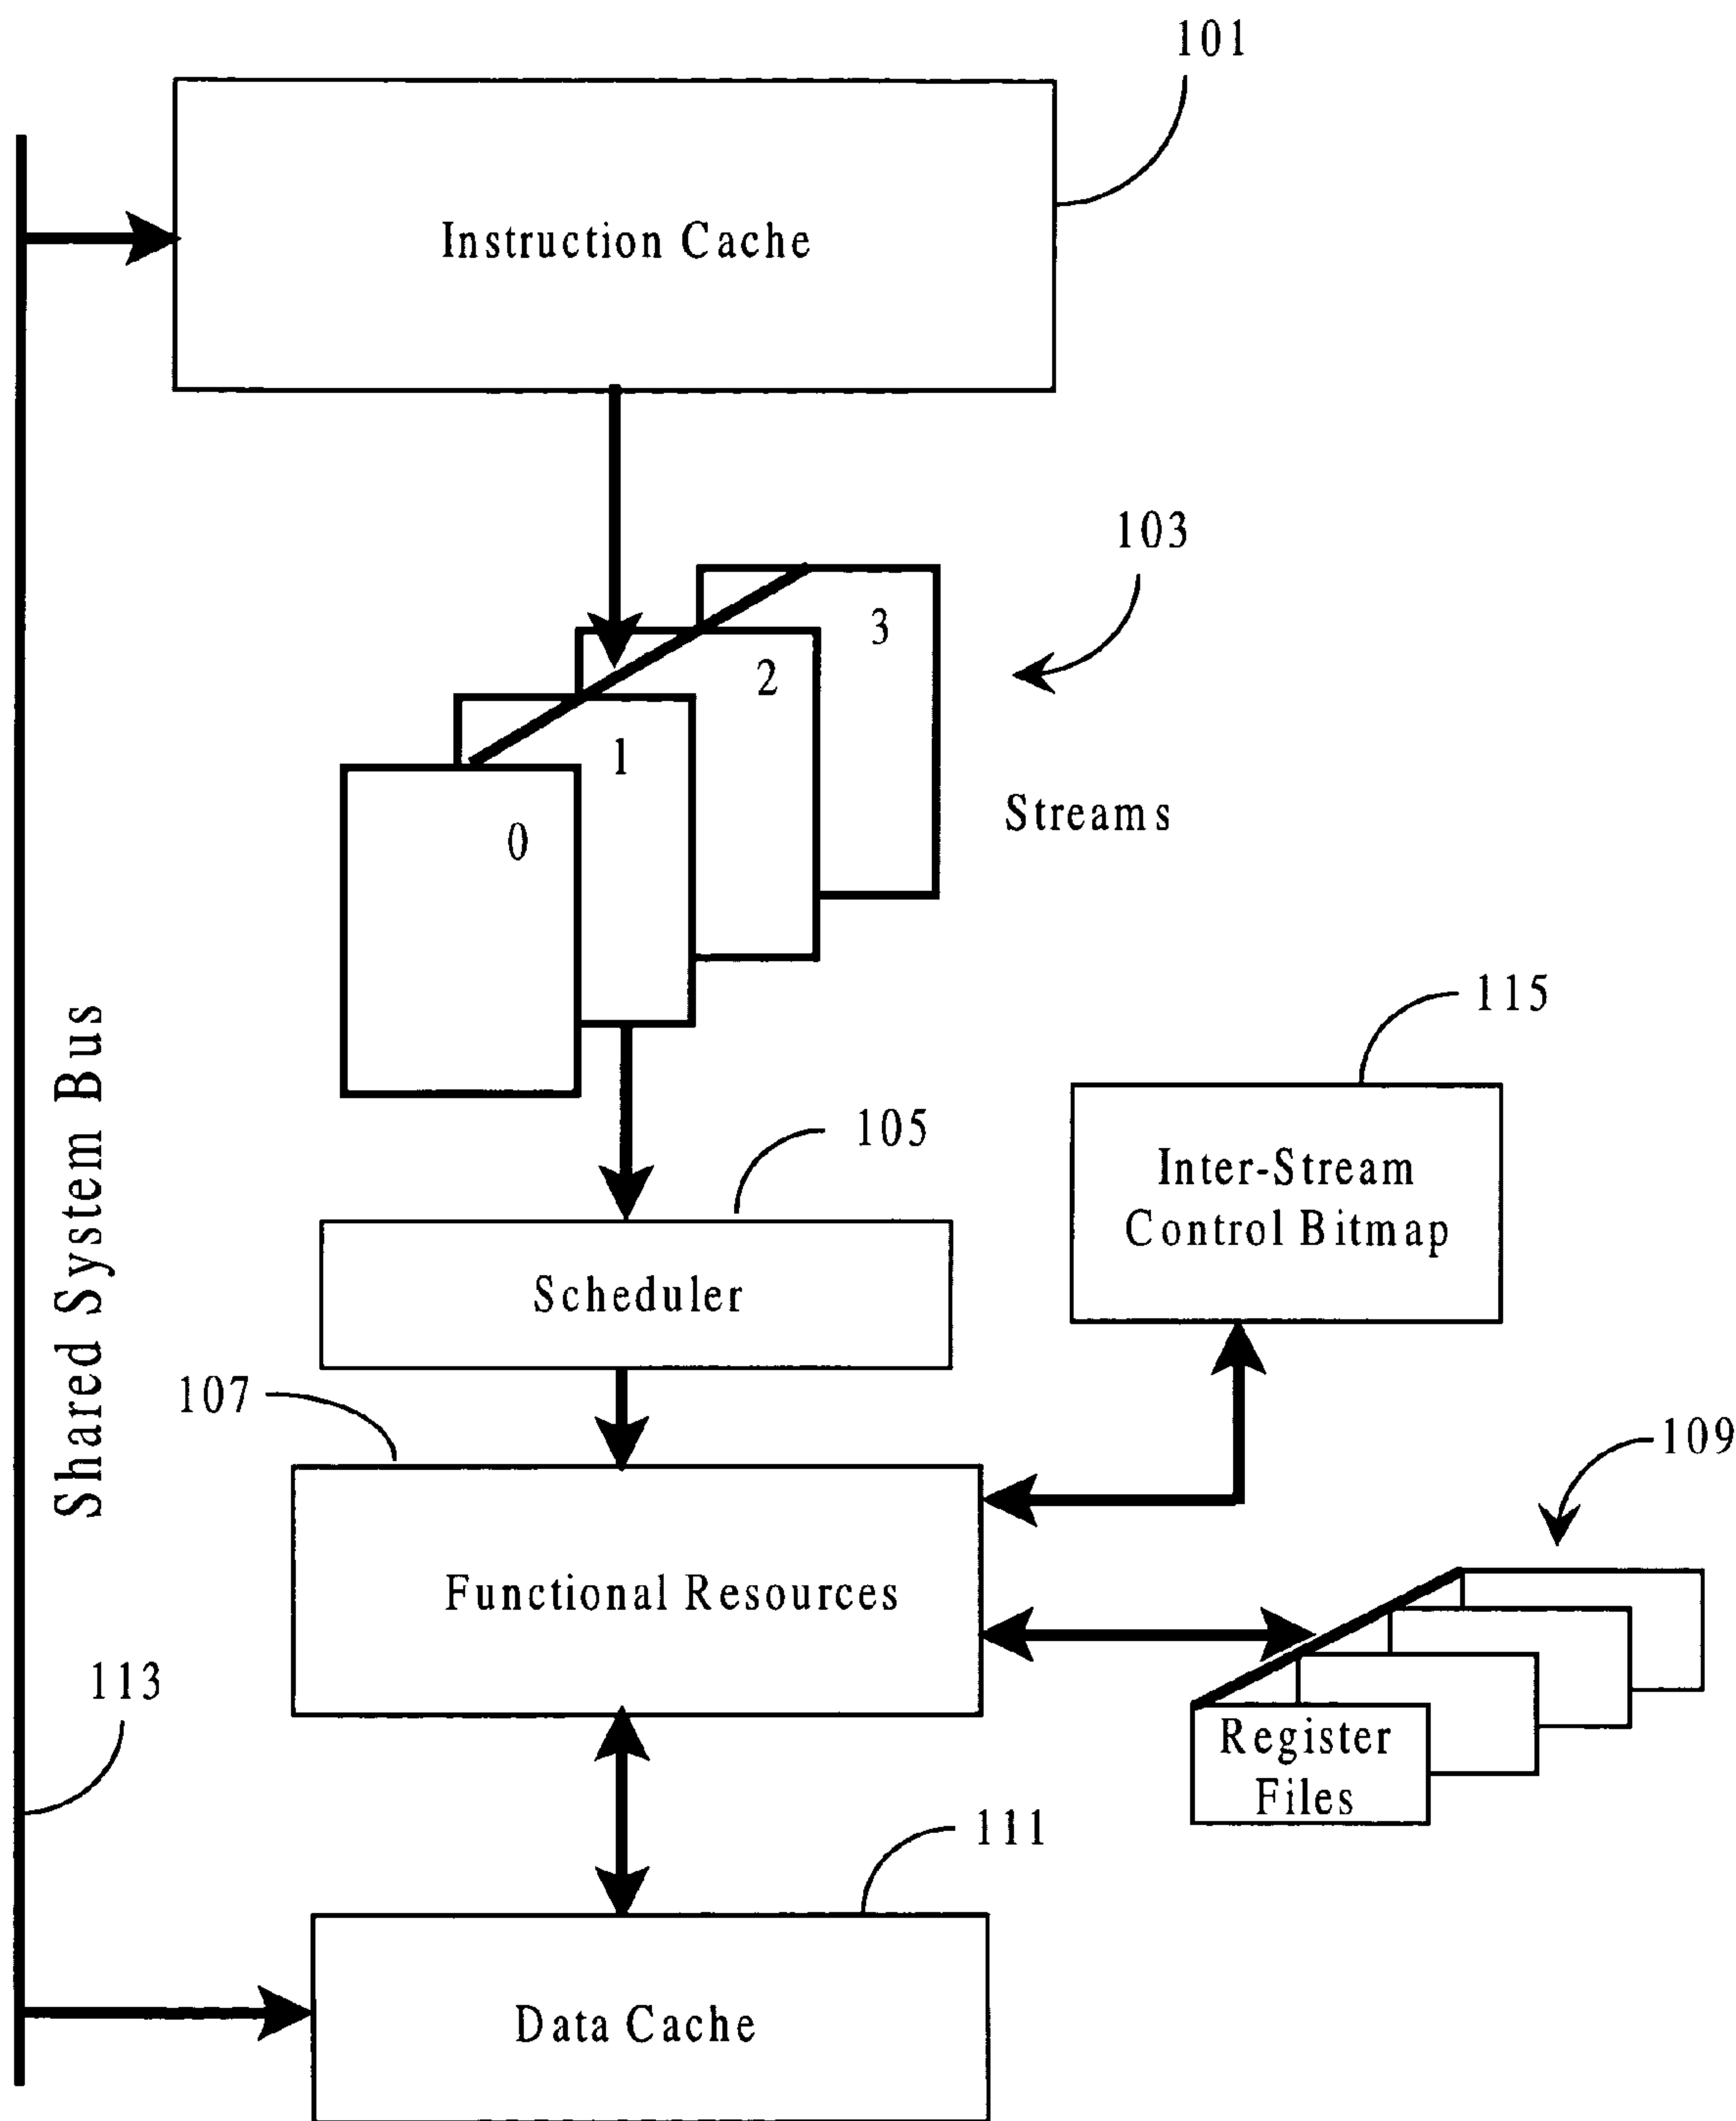 101
Instruction Cache
103
3
2
1
0
Streams
Shared System Bus
115
105
Inter-Stream
Control Bitmap
Scheduler
107
109
Functional Resources
113
Register
Files
111
Data Cache